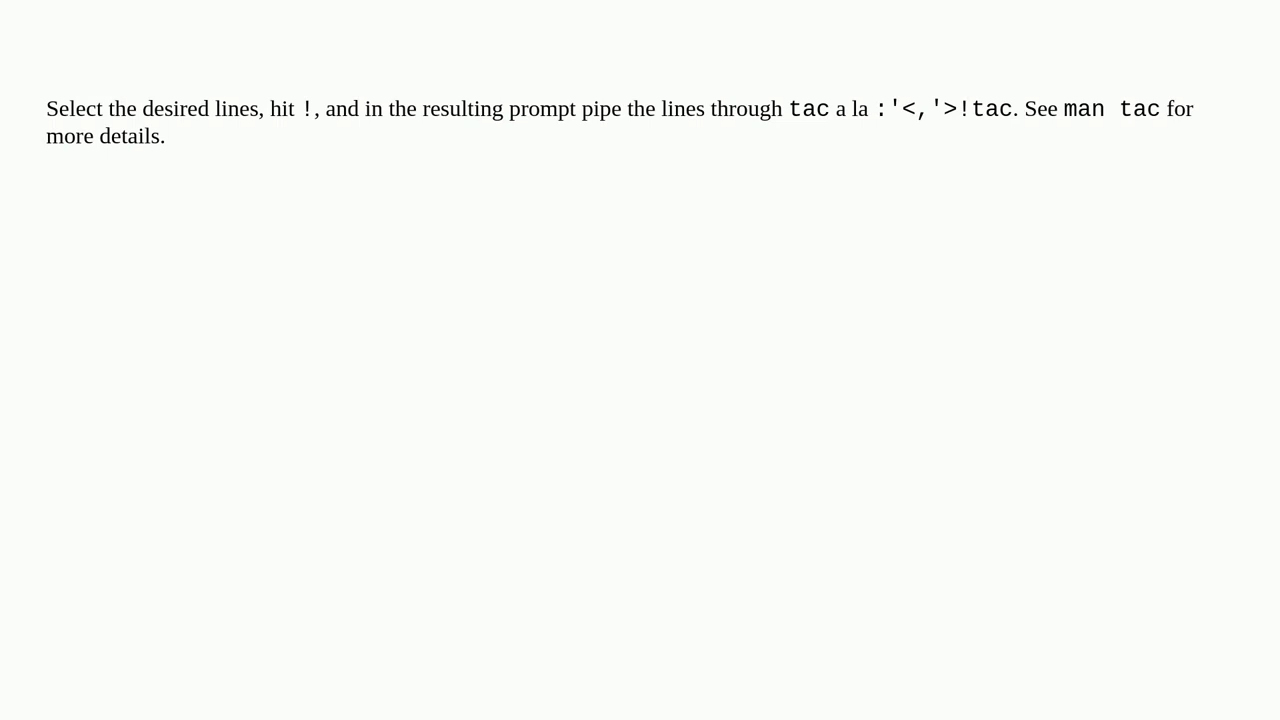 Select the desired lines, hit !, and in the resulting prompt pipe the lines through tac a la :'<,'>!tac. See man tac for
more details.